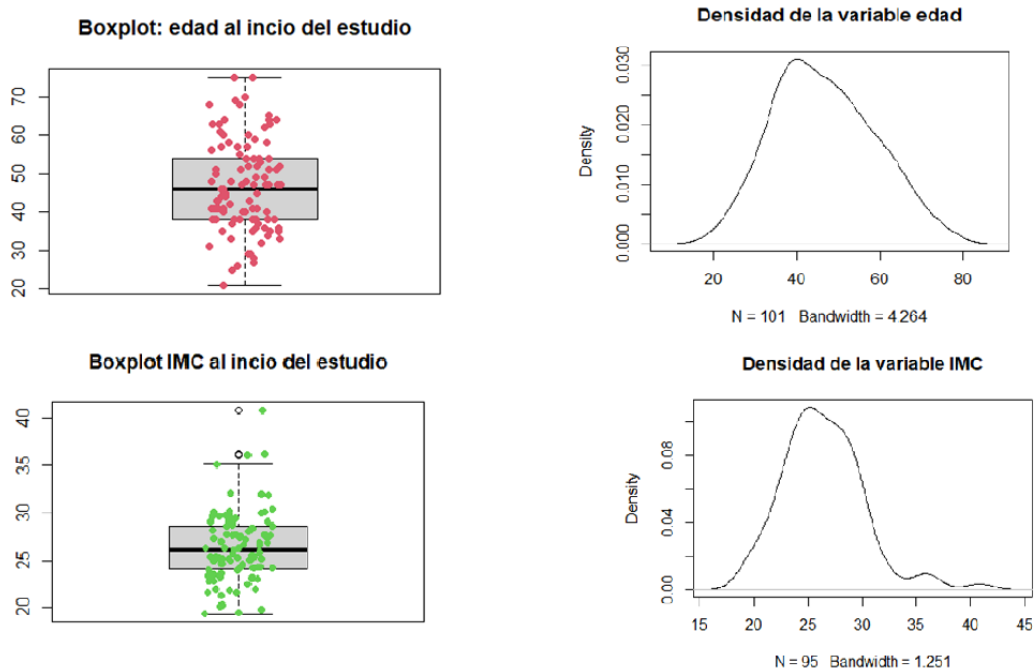 Boxplot: edad al incio del estudio
70
60
50
40
30
20
Densidad de la variable edad
Density
0.030
0.020
0.010
0.000
20 40 60 80
N = 101 Bandwidth = 4.264
Boxplot IMC al incio del estudio
40
35
30
25
20
Densidad de la variable IMC
Density
0.08
0.04
0.00
15 20 25 30 35 40 45
N = 95 Bandwidth = 1.251